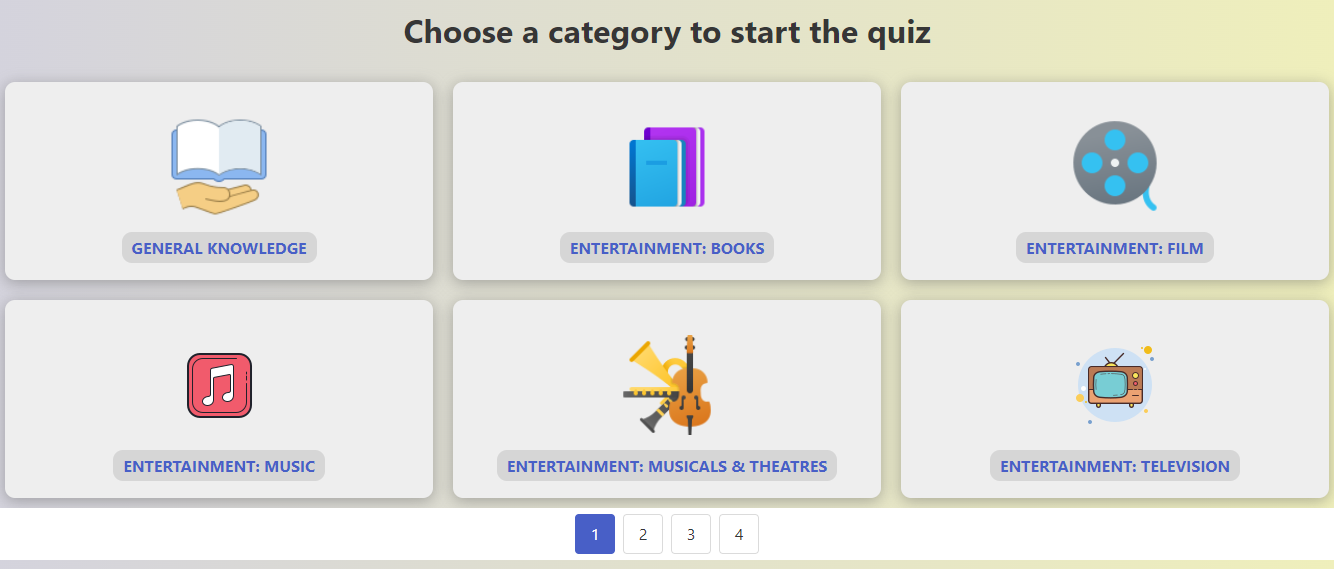 Choose a category to start the quiz
GENERAL KNOWLEDGE
ENTERTAINMENT: BOOKS
ENTERTAINMENT: FILM
ENTERTAINMENT: MUSIC
ENTERTAINMENT: MUSICALS & THEATRES
ENTERTAINMENT: TELEVISION
1 2 3 4